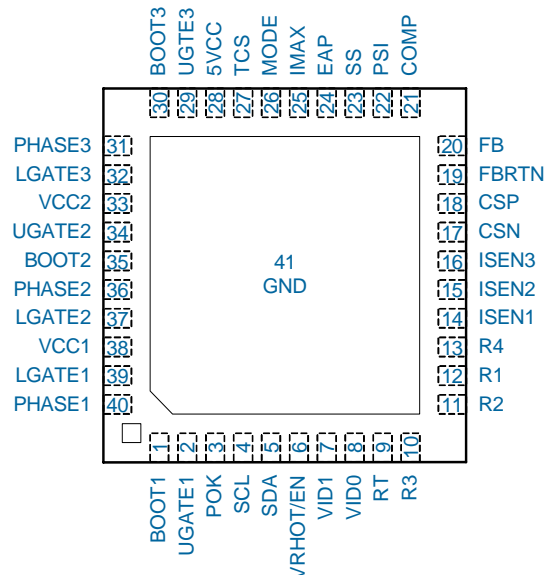 BOOT3
UGTE3
5VCC
TCS
MODE
IMAX
EAP
SS
PSI
COMP
30
29
28
27
26
25
24
23
22
21
PHASE3 31
LGATE3 32
VCC2 33
UGATE2 34
BOOT2 35
PHASE2 36
LGATE2 37
VCC1 38
LGATE1 39
PHASE1 40
41
GND
20 FB
19 FBRTN
18 CSP
17 CSN
16 ISEN3
15 ISEN2
14 ISEN1
13 R4
12 R1
11 R2
1
2
3
4
5
6
7
8
9
10
BOOT1
UGATE1
POK
SCL
SDA
VRHOT/EN
VID1
VID0
RT
R3